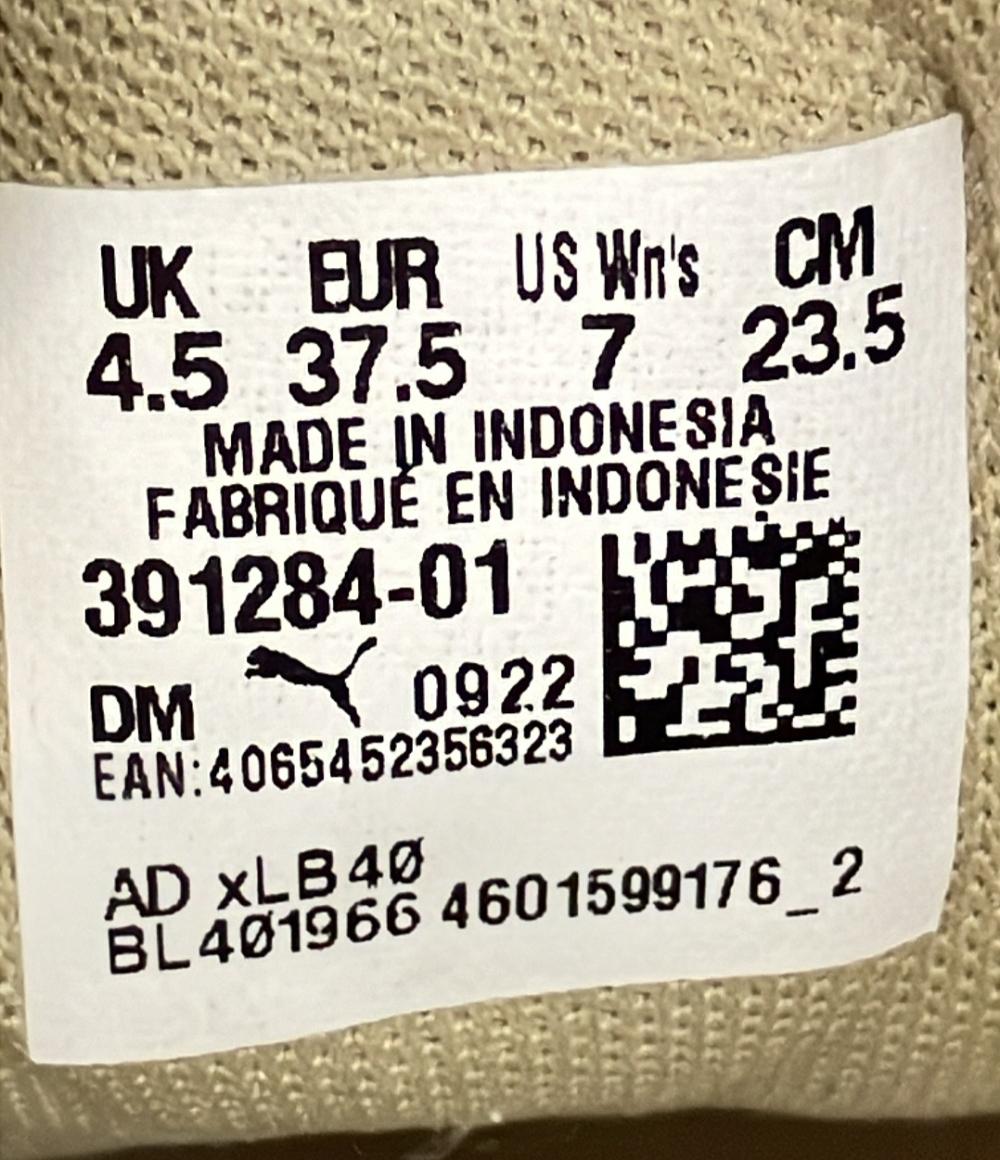 UK EUR US Wn's CM
4.5 37.5 7 23.5
MADE IN INDONESIA
FABRIQUÉ EN INDONESIE
391284-01
DM 0922
EAN:4065452356323
AD xLB40
BL401966 4601599176_2